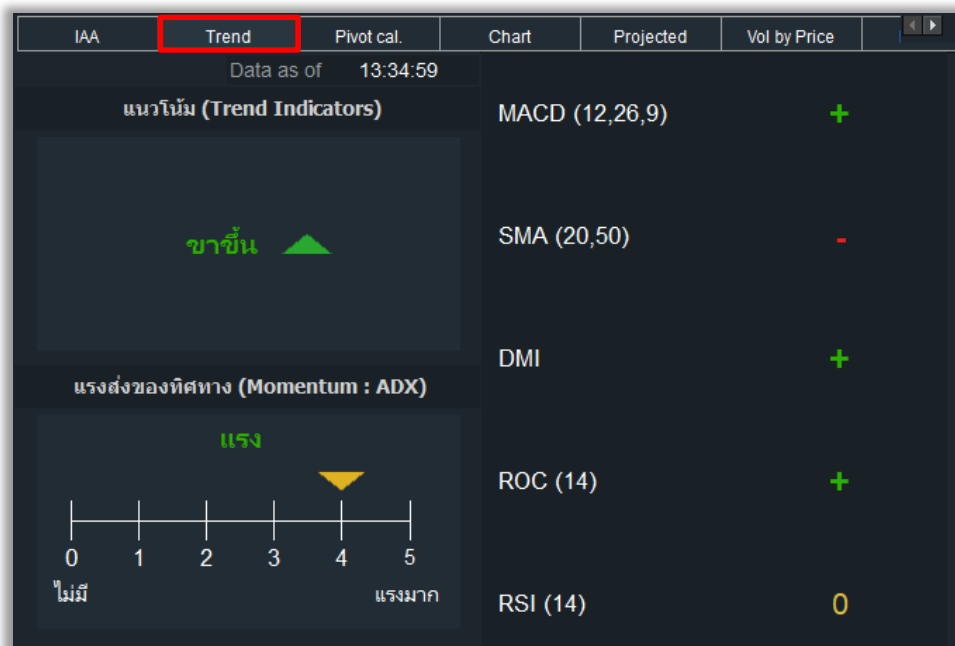 IAA Trend Pivot cal. Chart Projected Vol by Price
Data as of 13:34:59
แนวโน้ม (Trend Indicators)
ขาขึ้น
แรงส่งของทิศทาง (Momentum : ADX)
แรง
0 1 2 3 4 5
ไม่มี แรงมาก
MACD (12,26,9) +
SMA (20,50) -
DMI +
ROC (14) +
RSI (14) 0